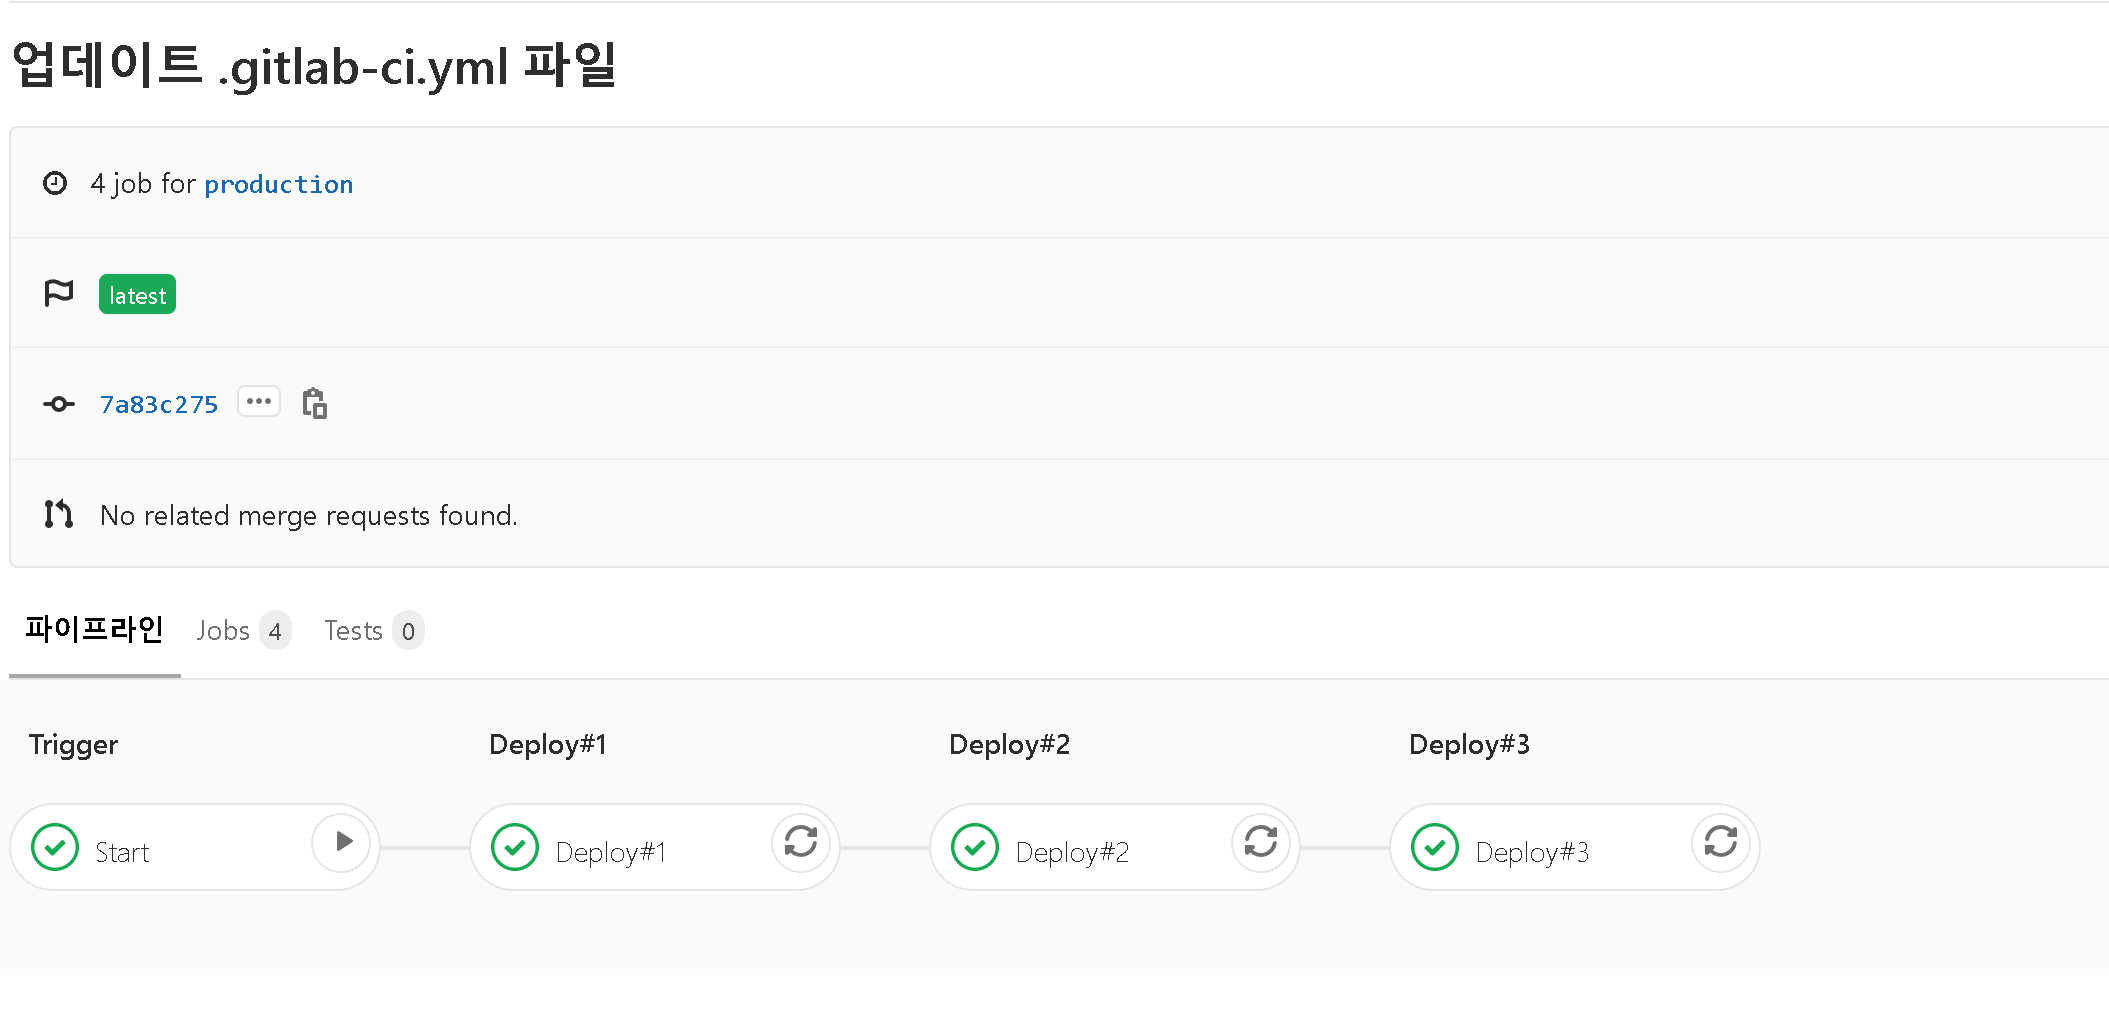 업데이트 .gitlab-ci.yml 파일
4 job for production
latest
7a83c275
No related merge requests found.
파이프라인 Jobs 4 Tests 0
Trigger Deploy#1 Deploy#2 Deploy#3
Start Deploy#1 Deploy#2 Deploy#3